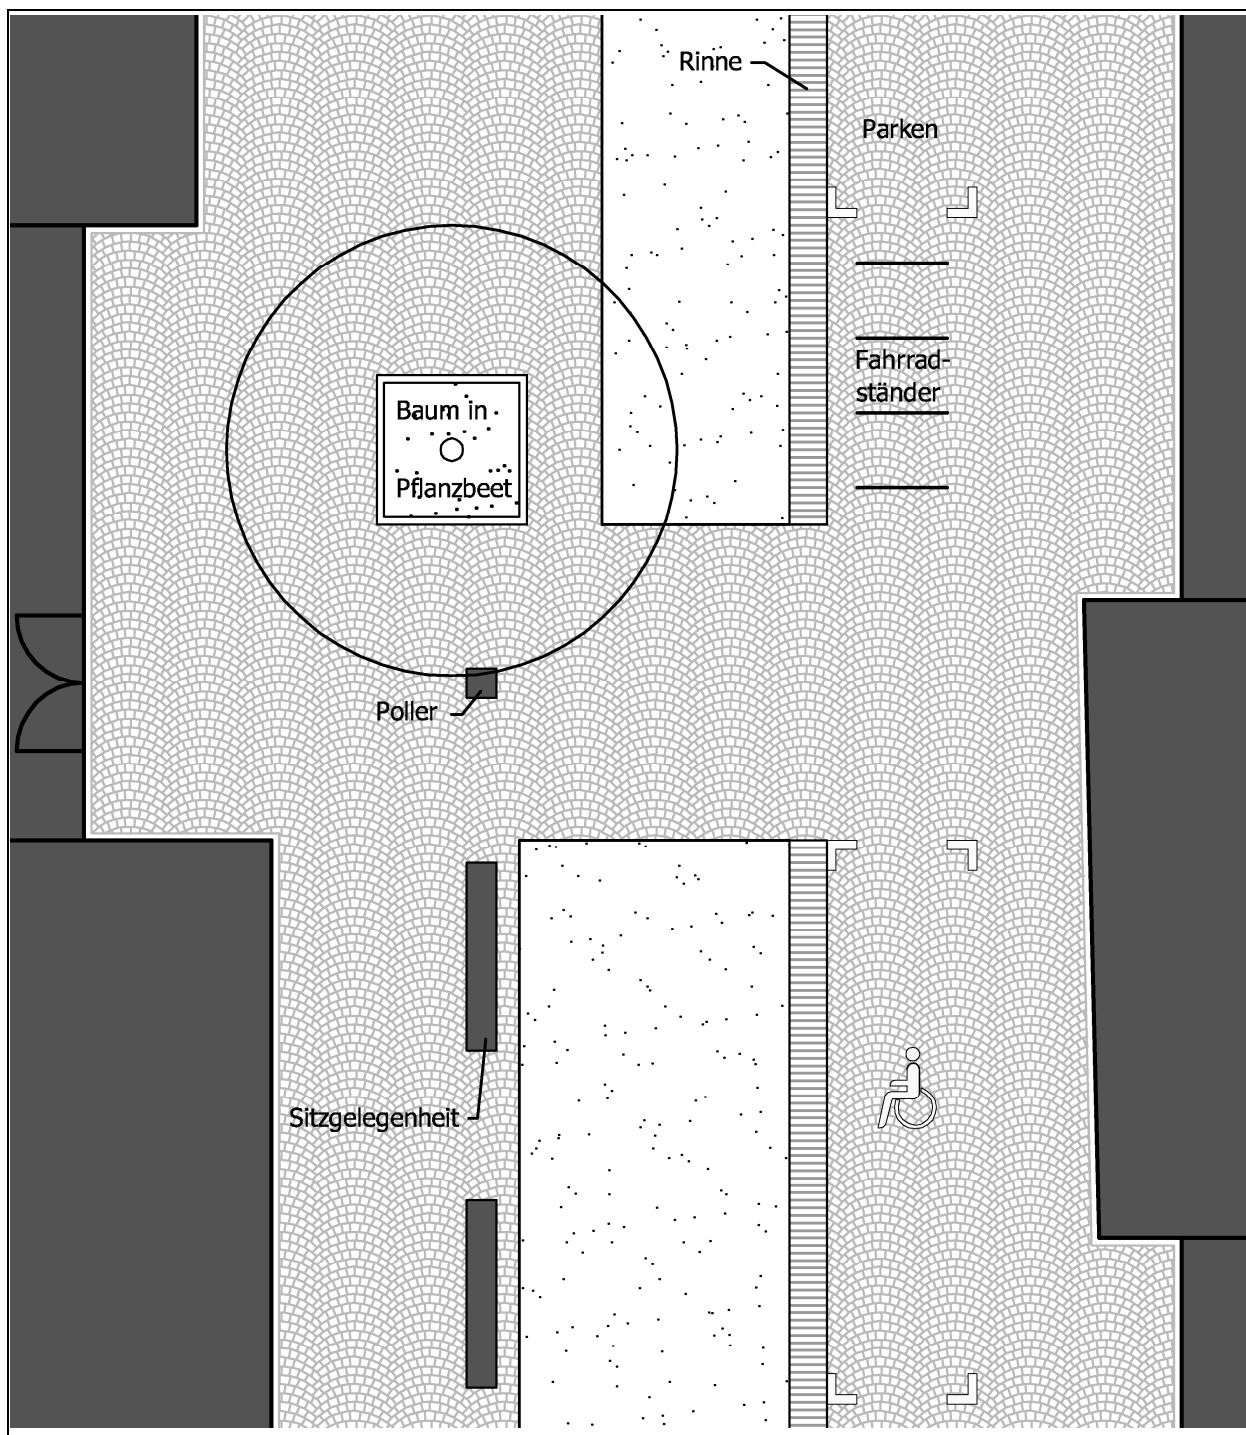 Rinne
Parken
Fahrrad-
ständer
Baum in
Pflanzbeet
Poller
Sitzgelegenheit